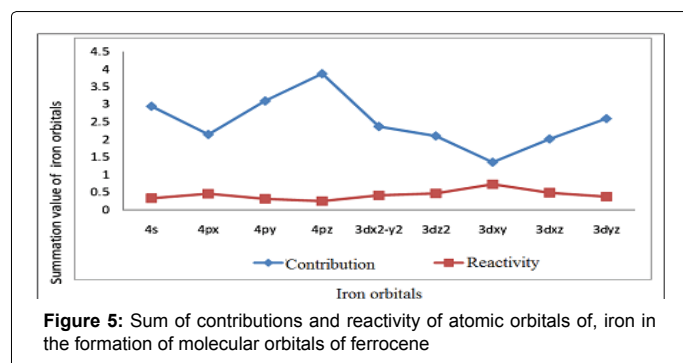 Summation value of iron orbitals
4.5
4
3.5
3
2.5
2
1.5
1
0.5
0
4s 4px 4py 4pz 3dx2-y2 3dz2 3dxy 3dxz 3dyz
Contribution Reactivity
Iron orbitals
Figure 5: Sum of contributions and reactivity of atomic orbitals of, iron in
the formation of molecular orbitals of ferrocene